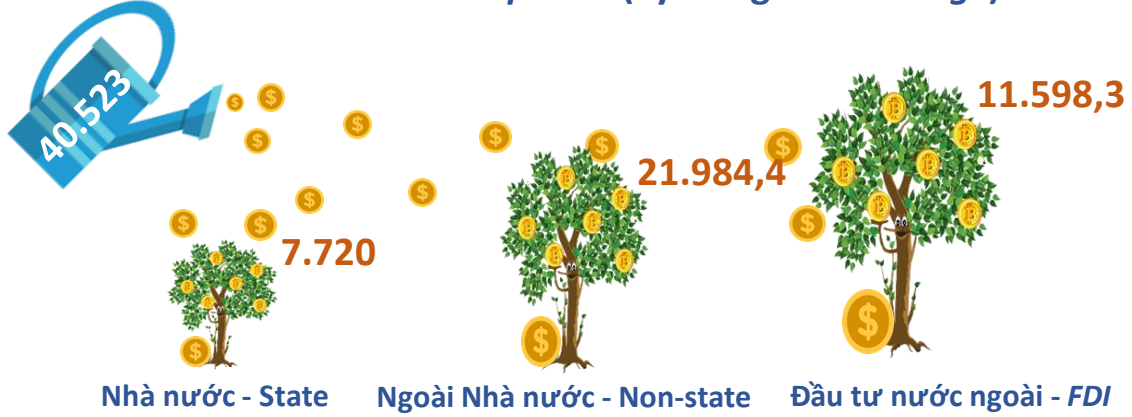 40.523
11.598,3
21.984,4
7.720
Nhà nước - State
Ngoài Nhà nước - Non-state
Đầu tư nước ngoài - FDI